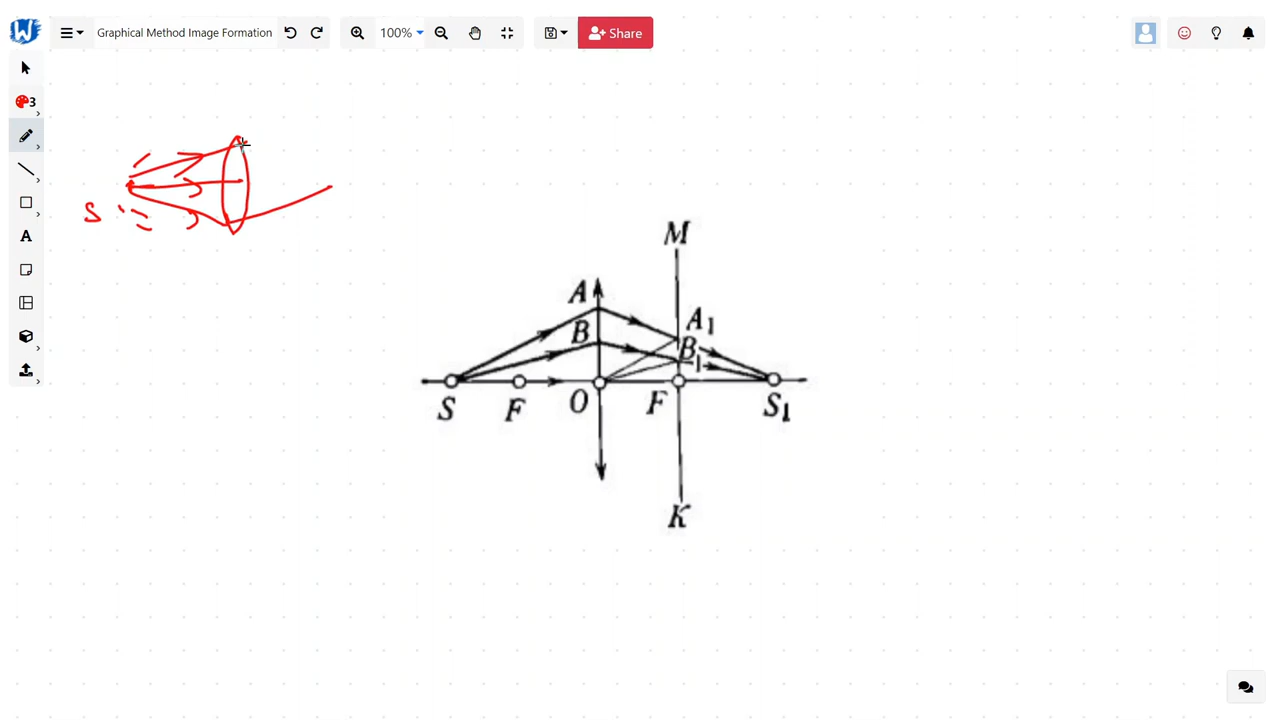 Graphical Method Image Formation
100%
Share
3
A
S
M
A
A1
B
B1
S F O F S1
K